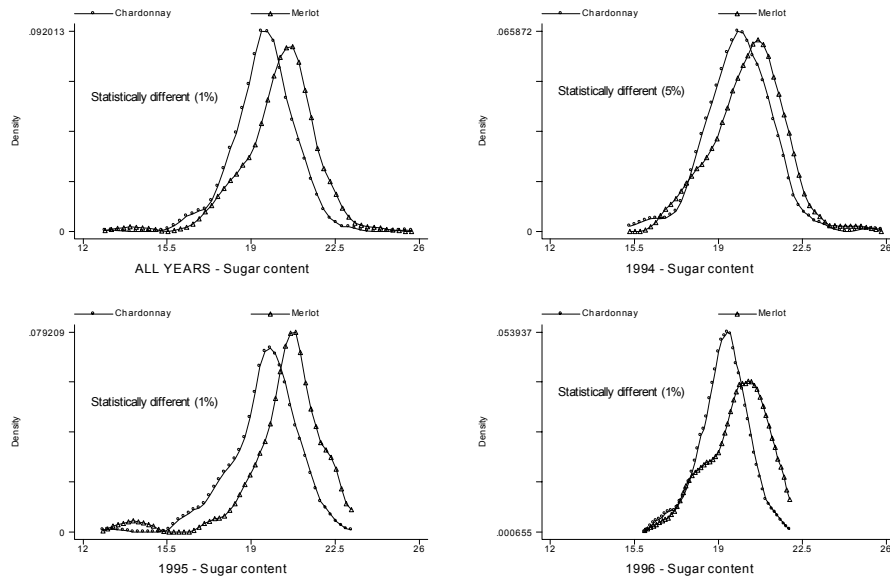 Chardonnay Merlot
.092013
Statistically different (1%)
Density
0
12 15.5 19 22.5 26
ALL YEARS - Sugar content
Chardonnay Merlot
.065872
Statistically different (5%)
Density
0
12 15.5 19 22.5 26
1994 - Sugar content
Chardonnay Merlot
.079209
Statistically different (1%)
Density
0
12 15.5 19 22.5 26
1995 - Sugar content
Chardonnay Merlot
.053937
Statistically different (1%)
Density
.000655
12 15.5 19 22.5 26
1996 - Sugar content